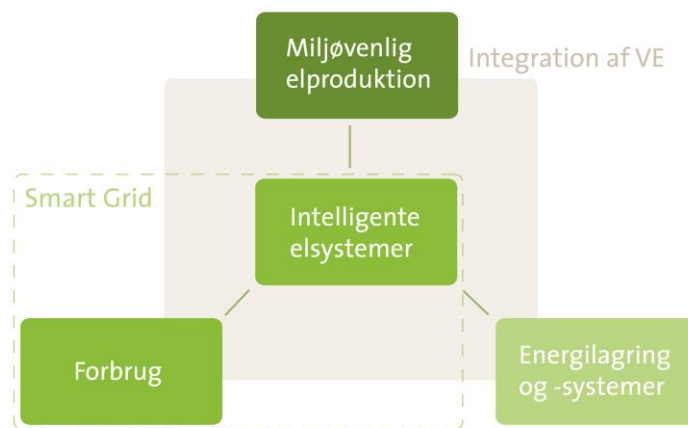 Miljøvenlig
elproduktion
Integration af VE
Smart Grid
Intelligente
elsystemer
Forbrug
Energilagring
og -systemer